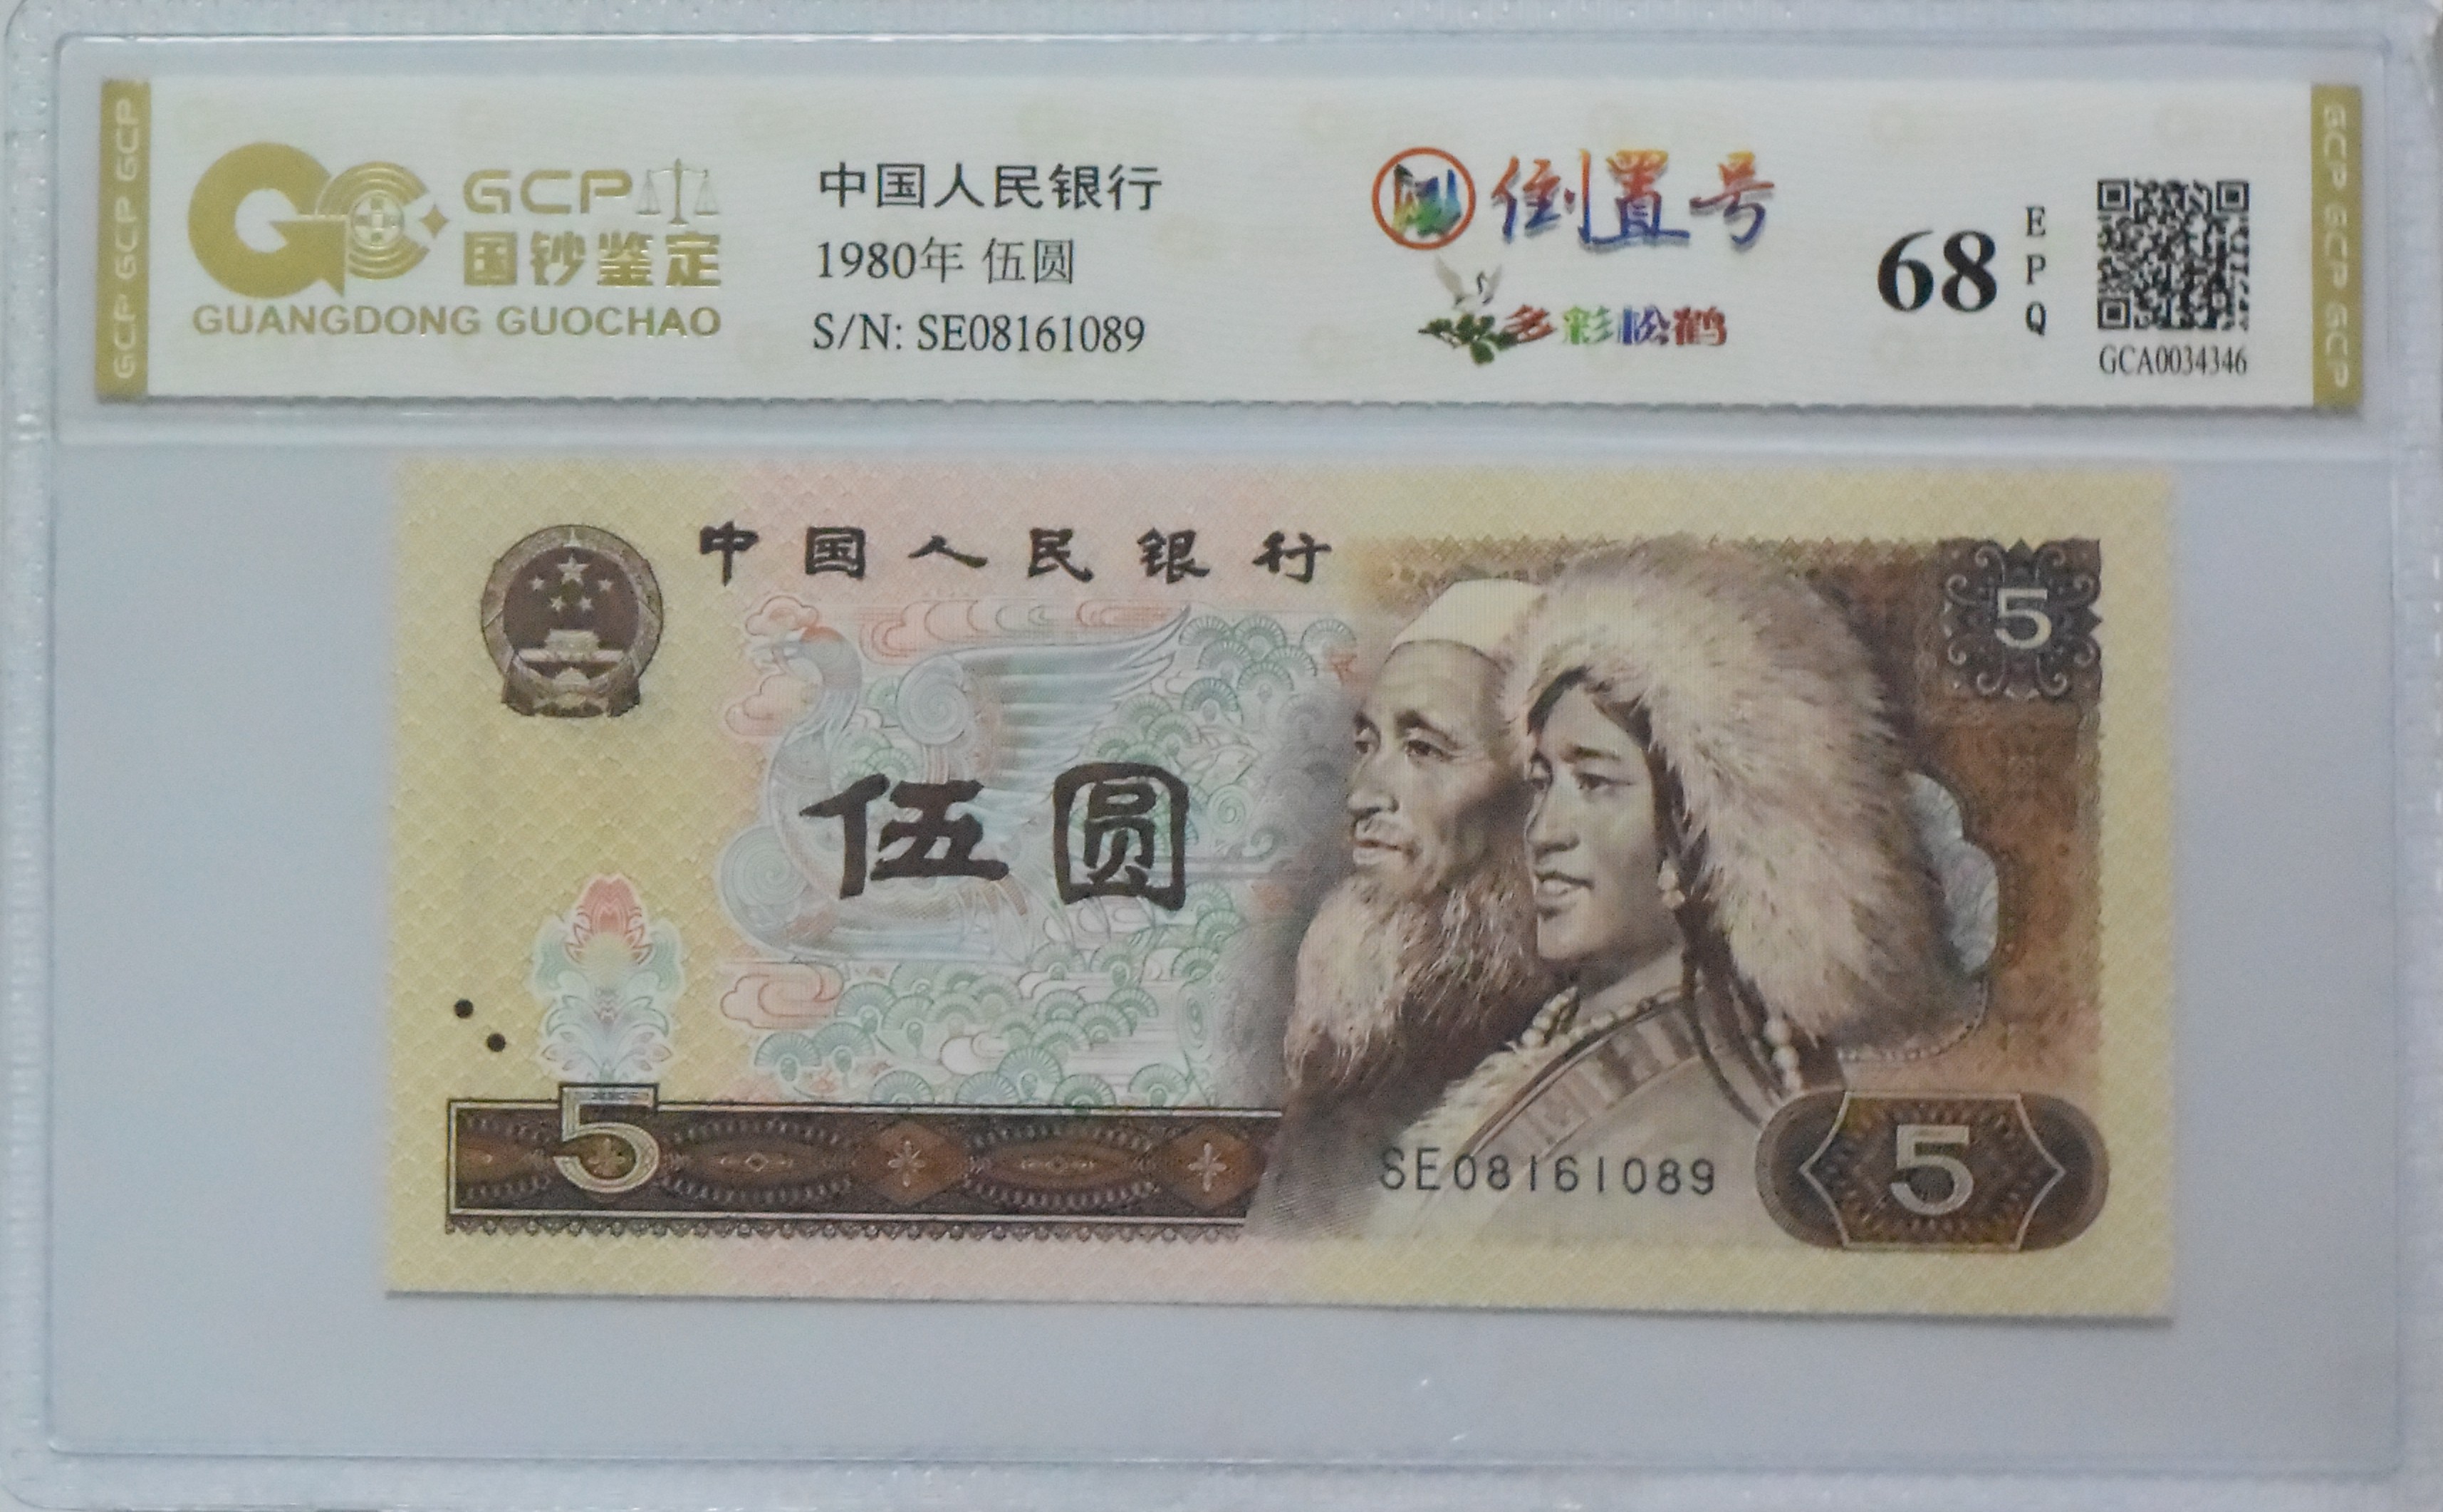 GCP GCP GCP
GCP 国钞鉴定
GUANGDONG GUOCHAO
中国人民银行
1980年 伍圆
S/N: SE08161089
倒置号
多彩松鹤
68
EPQ
GCA0034346
GCP GCP GCP
中国人民银行
5
伍圆
5
SE08161089
5